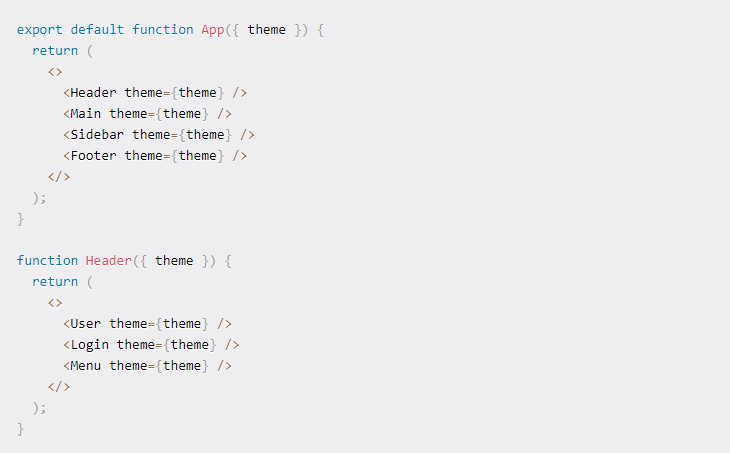 export default function App({ theme }) {
  return (
    <>
      <Header theme={theme} />
      <Main theme={theme} />
      <Sidebar theme={theme} />
      <Footer theme={theme} />
    </>
  );
}

function Header({ theme }) {
  return (
    <>
      <User theme={theme} />
      <Login theme={theme} />
      <Menu theme={theme} />
    </>
  );
}